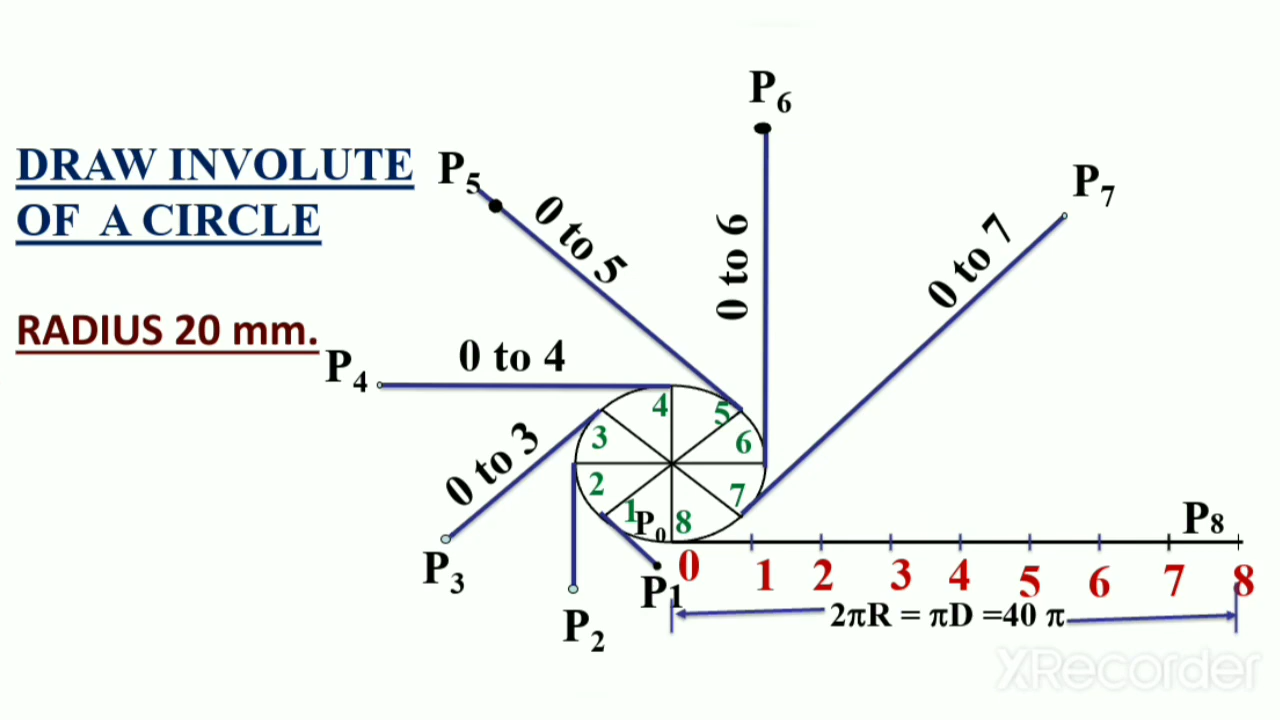 DRAW INVOLUTE
OF A CIRCLE
RADIUS 20 mm.
P6
P5
P7
0 to 5
0 to 6
0 to 7
P4
0 to 4
4
5
3
6
0 to 3
2
7
1
P0
8
P8
P3
P1
0
1
2
3
4
5
6
7
8
P2
2πR = πD =40 π
XRecorder